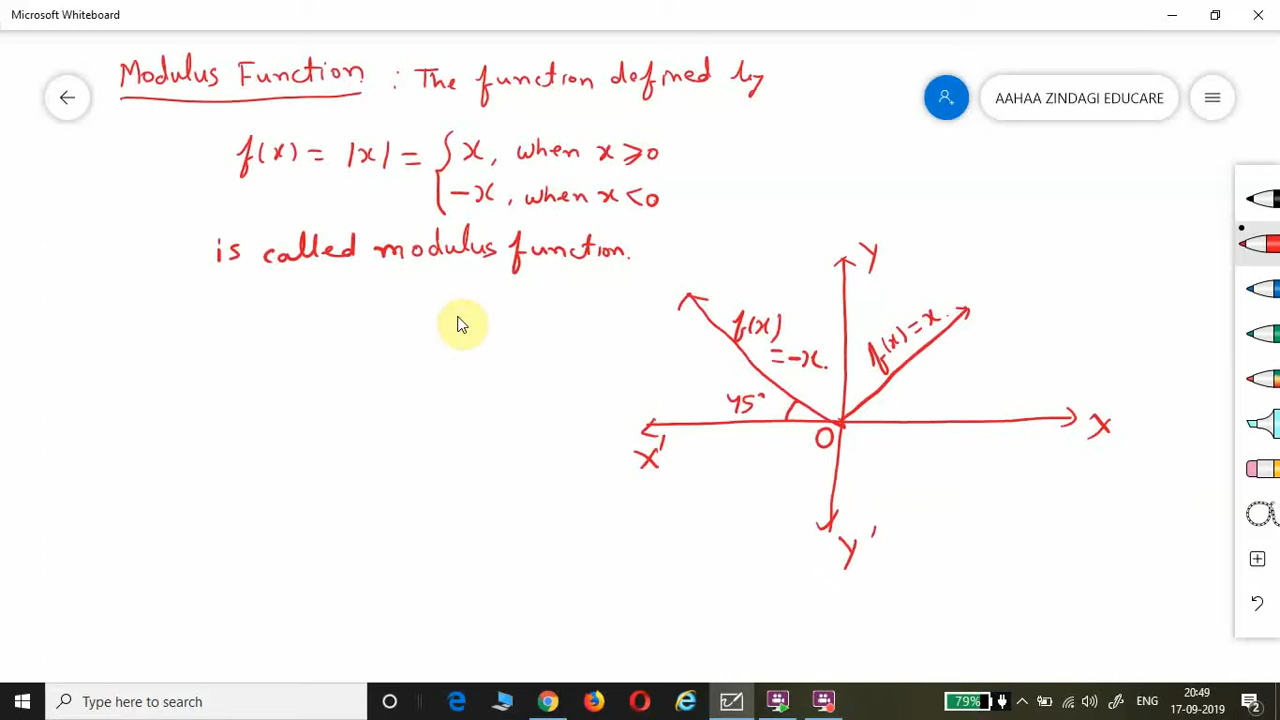 Microsoft Whiteboard
Modulus Function : The function defined by
AAHAA ZINDAGI EDUCARE
f(x) = |x| = { x, when x ⩾ 0
-x, when x < 0
is called modulus function.
Y
f(x)
= -x.
f(x) = x.
45°
O
X
X'
Y'
Type here to search
79%
ENG
20:49
17-09-2019
2